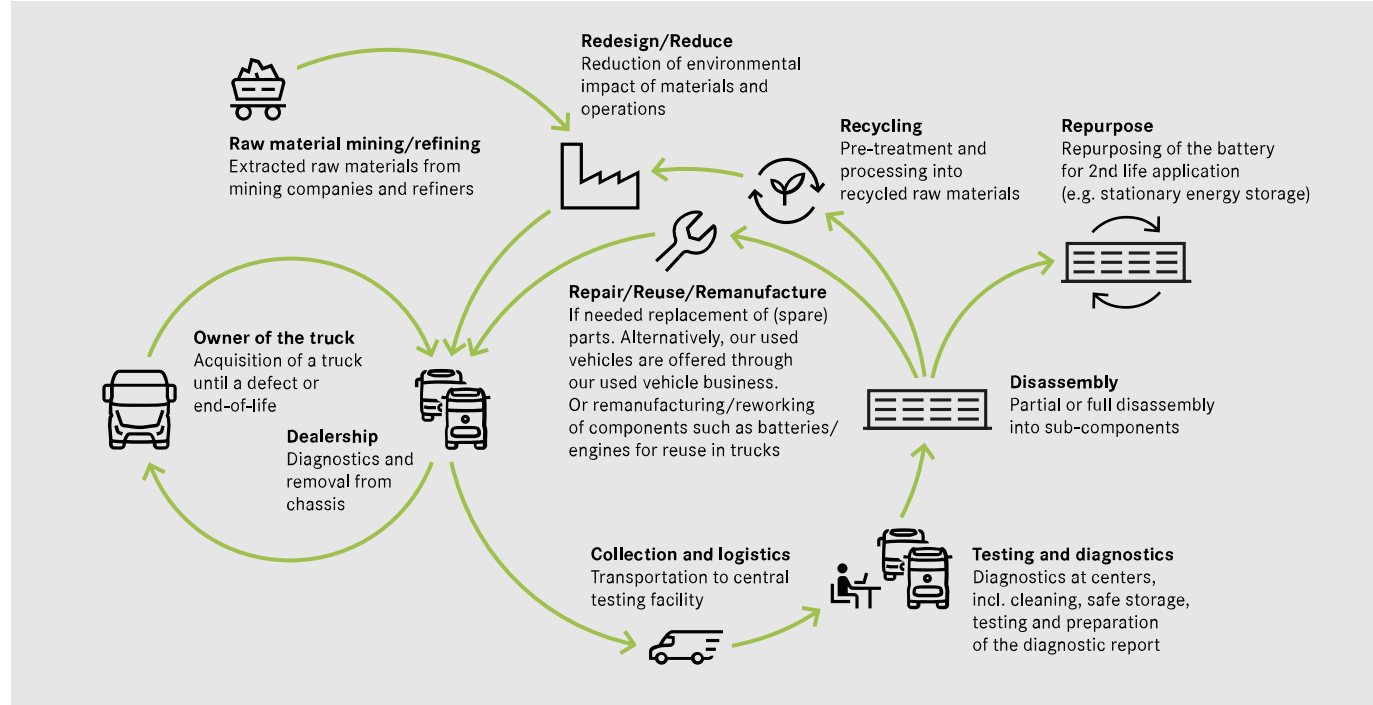 Redesign/Reduce
Reduction of environmental
impact of materials and
operations
Raw material mining/refining
Extracted raw materials from
mining companies and refiners
Recycling
Pre-treatment and
processing into
recycled raw materials
Repurpose
Repurposing of the battery
for 2nd life application
(e.g. stationary energy storage)
Repair/Reuse/Remanufacture
If needed replacement of (spare)
parts. Alternatively, our used
vehicles are offered through
our used vehicle business.
Or remanufacturing/reworking
of components such as batteries/
engines for reuse in trucks
Owner of the truck
Acquisition of a truck
until a defect or
end-of-life
Dealership
Diagnostics and
removal from
chassis
Disassembly
Partial or full disassembly
into sub-components
Collection and logistics
Transportation to central
testing facility
Testing and diagnostics
Diagnostics at centers,
incl. cleaning, safe storage,
testing and preparation
of the diagnostic report